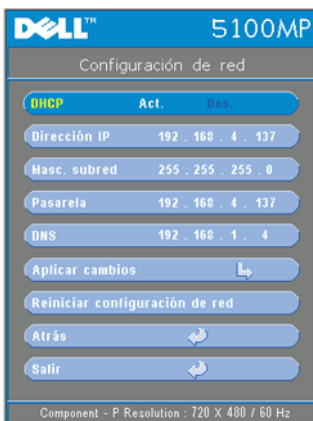 DELL™ 5100MP
Configuración de red
DHCP Act. Des.
Dirección IP 192 . 168 . 4 . 137
Masc. subred 255 . 255 . 255 . 0
Pasarela 192 . 168 . 4 . 137
DNS 192 . 168 . 1 . 4
Aplicar cambios
Reiniciar configuración de red
Atrás
Salir
Component - P Resolution : 720 X 480 / 60 Hz